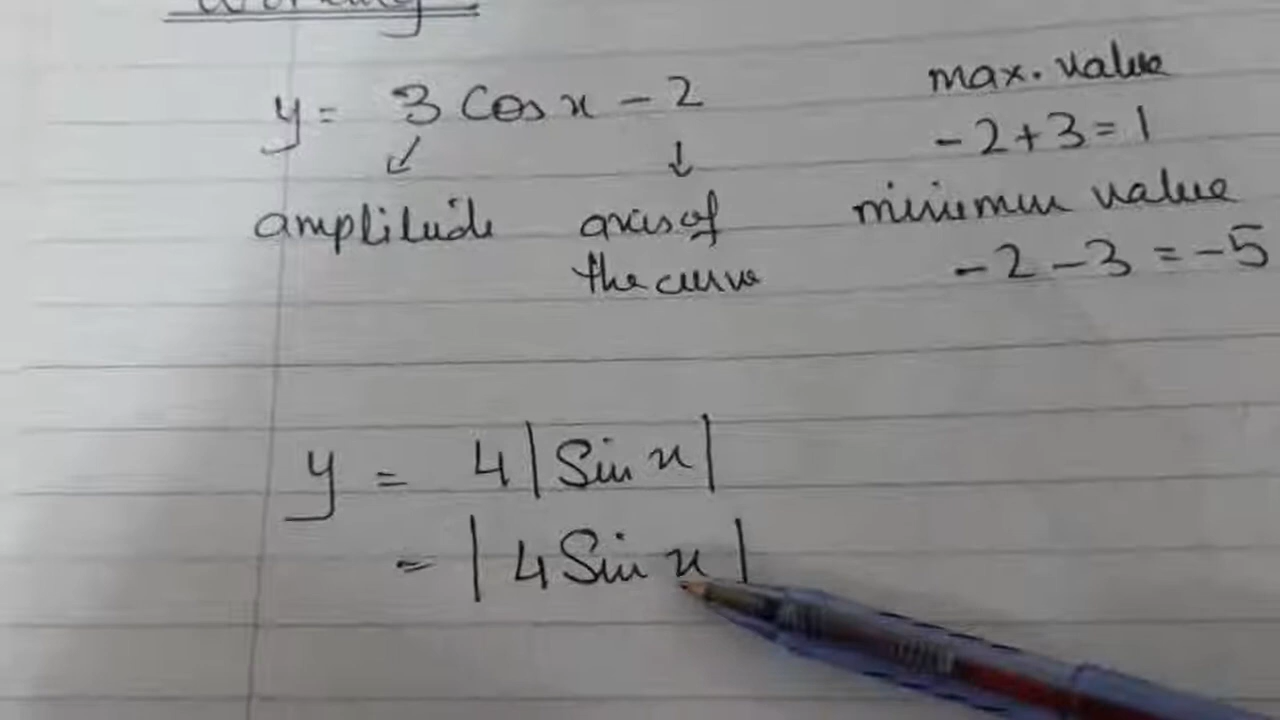 Working
y = 3 Cos x - 2
amplitude
axis of
the curve
max. value
-2+3=1
minimum value
-2-3=-5
y = 4|Sin x|
= |4 Sin x|